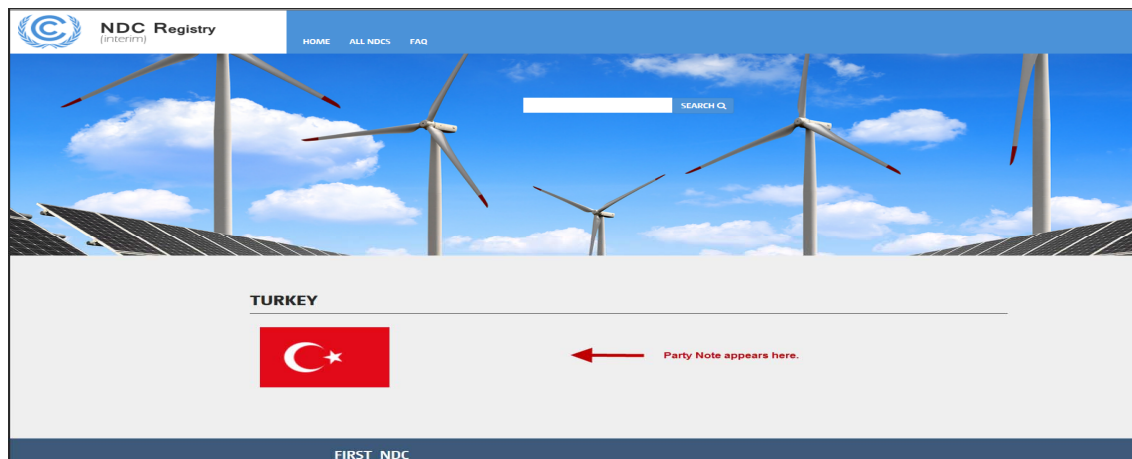 NDC Registry
(interim)
HOME ALL NDCS FAQ
SEARCH
TURKEY
Party Note appears here.
FIRST NDC